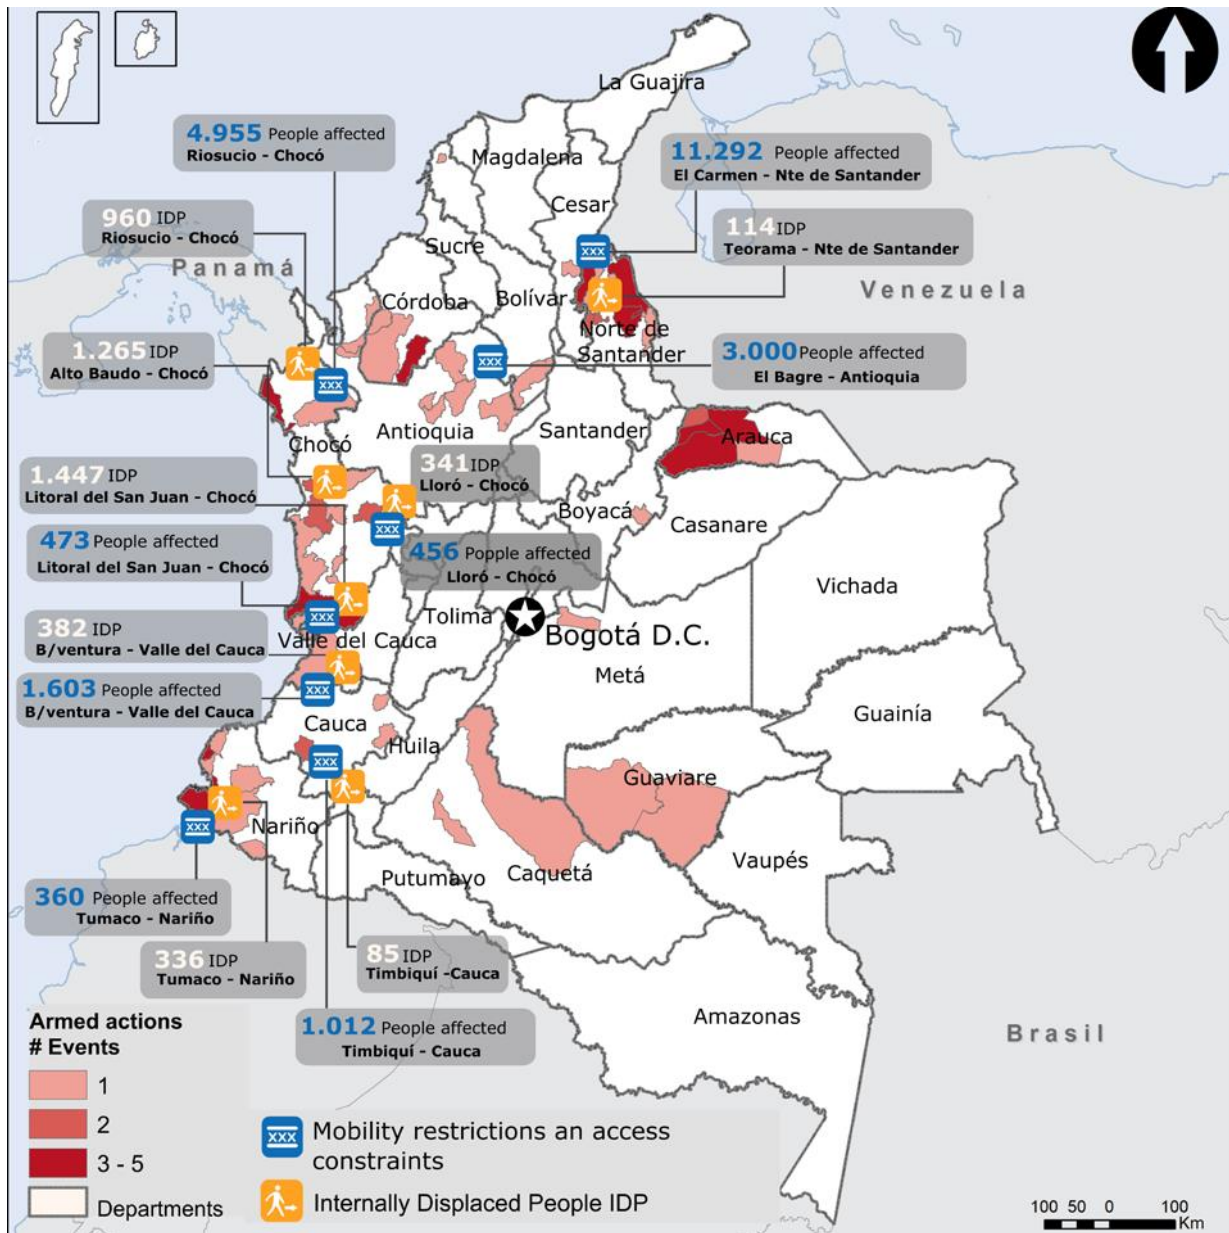 La Guajira
4.955 People affected
Riosucio - Chocó
Magdalena
11.292 People affected
El Carmen - Nte de Santander
Cesar
960 IDP
Riosucio - Chocó
114 IDP
Teorama - Nte de Santander
Sucre
Panamá
Venezuela
Córdoba
Bolívar
Norte de
Santander
1.265 IDP
Alto Baudo - Chocó
3.000 People affected
El Bagre - Antioquia
Antioquia
Santander
Arauca
Chocó
1.447 IDP
Litoral del San Juan - Chocó
341 IDP
Lloró - Chocó
Boyacá
Casanare
473 People affected
Litoral del San Juan - Chocó
456 Popple affected
Lloró - Chocó
Vichada
Tolima
382 IDP
B/ventura - Valle del Cauca
Valle del Cauca
Bogotá D.C.
Metá
1.603 People affected
B/ventura - Valle del Cauca
Guainía
Cauca
Huila
Guaviare
Nariño
Vaupés
Caquetá
Putumayo
360 People affected
Tumaco - Nariño
336 IDP
Tumaco - Nariño
85 IDP
Timbiquí -Cauca
1.012 People affected
Timbiquí - Cauca
Amazonas
Brasil
Armed actions
# Events
1
2
3 - 5
Departments
xxx Mobility restrictions an access
constraints
Internally Displaced People IDP
100 50 0 100
Km